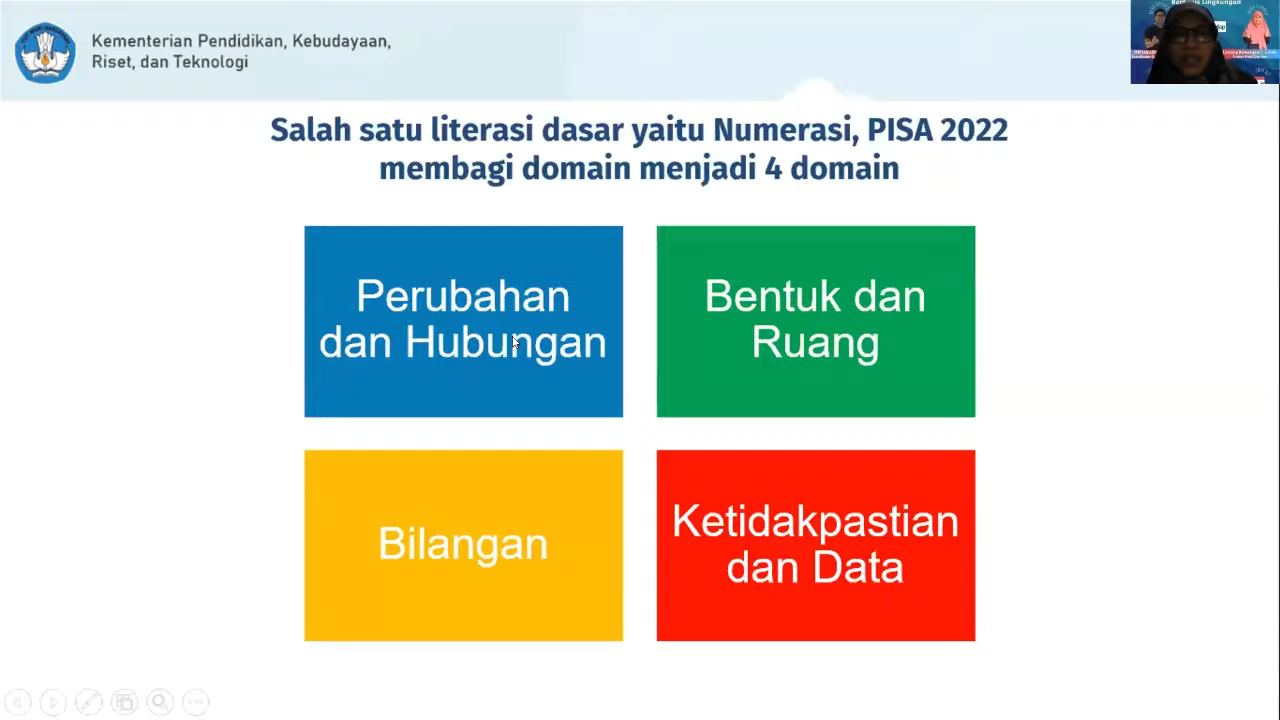 Kementerian Pendidikan, Kebudayaan,
Riset, dan Teknologi
Lingkungan
Salah satu literasi dasar yaitu Numerasi, PISA 2022
membagi domain menjadi 4 domain
Perubahan
dan Hubungan
Bentuk dan
Ruang
Bilangan
Ketidakpastian
dan Data